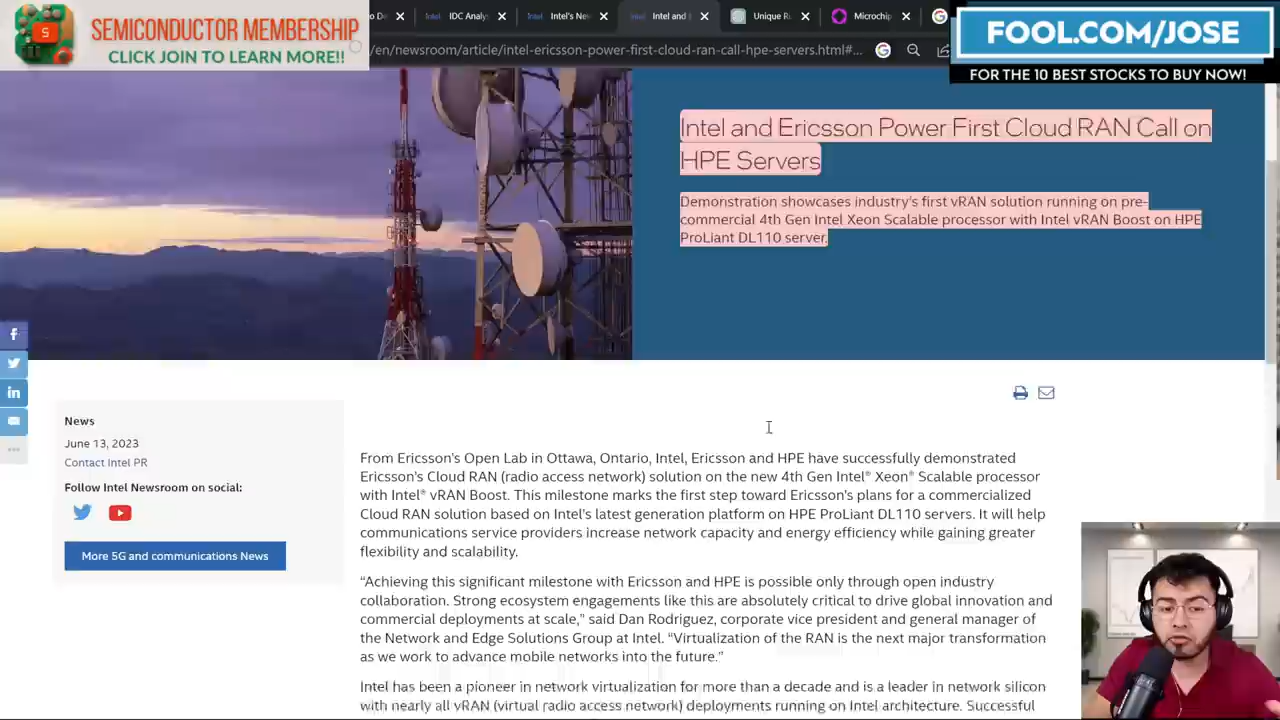 SEMICONDUCTOR MEMBERSHIP
CLICK JOIN TO LEARN MORE!!
S
IDC Analy
Intel's Nev
Intel and
Unique R
Microchip
FOOL.COM/JOSE
FOR THE 10 BEST STOCKS TO BUY NOW!
/en/newsroom/article/intel-ericsson-power-first-cloud-ran-call-hpe-servers.html#...
Intel and Ericsson Power First Cloud RAN Call on
HPE Servers
Demonstration showcases industry's first vRAN solution running on pre-
commercial 4th Gen Intel Xeon Scalable processor with Intel vRAN Boost on HPE
ProLiant DL110 server.
News
June 13, 2023
Contact Intel PR
Follow Intel Newsroom on social:
More 5G and communications News
From Ericsson's Open Lab in Ottawa, Ontario, Intel, Ericsson and HPE have successfully demonstrated
Ericsson's Cloud RAN (radio access network) solution on the new 4th Gen Intel® Xeon® Scalable processor
with Intel® vRAN Boost. This milestone marks the first step toward Ericsson's plans for a commercialized
Cloud RAN solution based on Intel's latest generation platform on HPE ProLiant DL110 servers. It will help
communications service providers increase network capacity and energy efficiency while gaining greater
flexibility and scalability.
“Achieving this significant milestone with Ericsson and HPE is possible only through open industry
collaboration. Strong ecosystem engagements like this are absolutely critical to drive global innovation and
commercial deployments at scale,” said Dan Rodriguez, corporate vice president and general manager of
the Network and Edge Solutions Group at Intel. “Virtualization of the RAN is the next major transformation
as we work to advance mobile networks into the future.”
Intel has been a pioneer in network virtualization for more than a decade and is a leader in network silicon
with nearly all vRAN (virtual radio access network) deployments running on Intel architecture. Successful